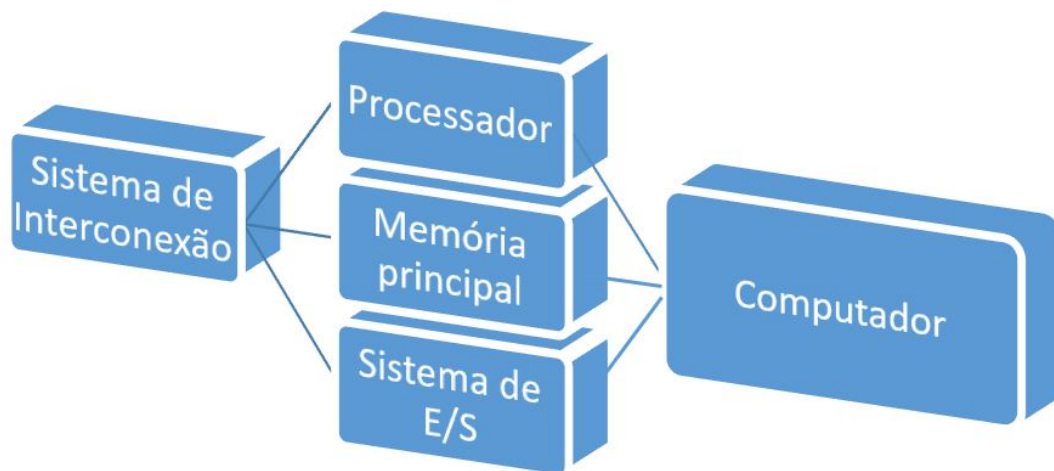 Sistema de
Interconexão
Processador
Memória
principal
Sistema de
E/S
Computador